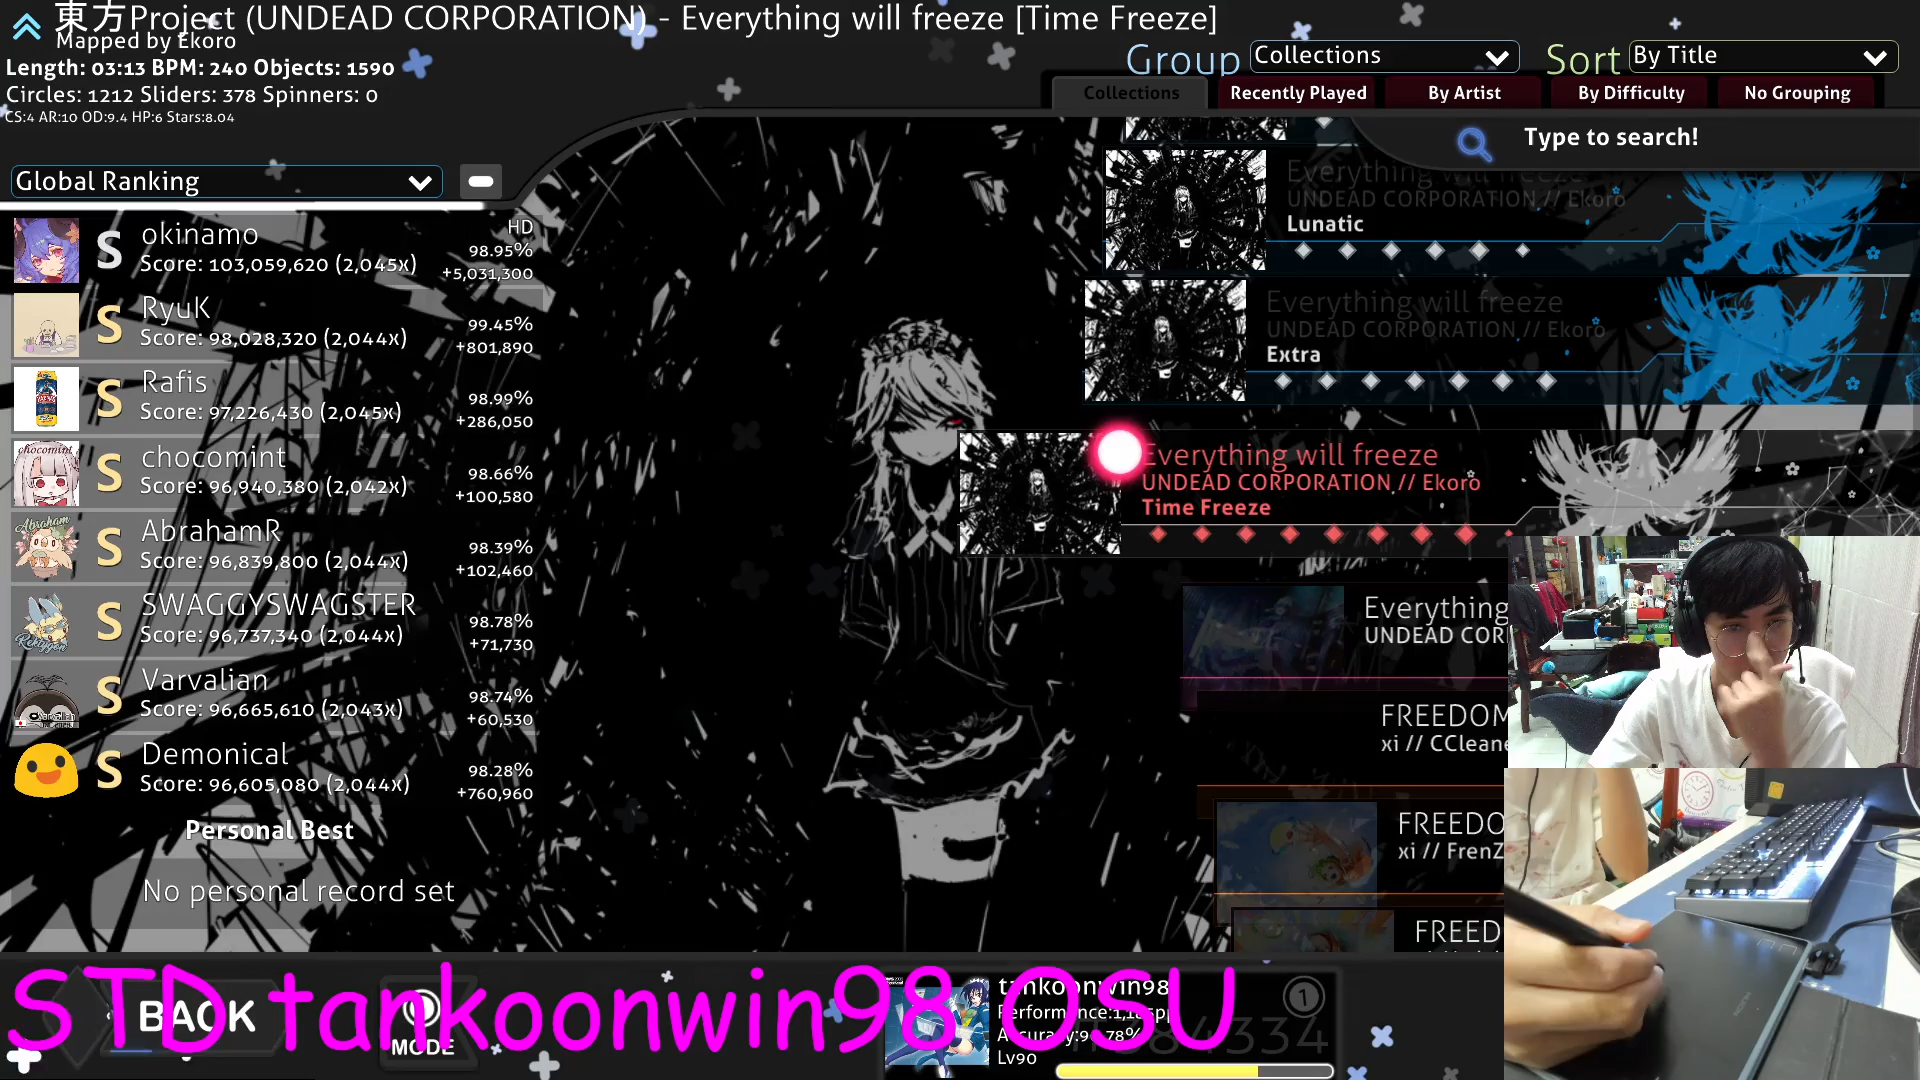 東方Project (UNDEAD CORPORATION) - Everything will freeze [Time Freeze]
Mapped by Ekoro
Length: 03:13 BPM: 240 Objects: 1590
Circles: 1212 Sliders: 378 Spinners: 0
CS:4 AR:10 OD:9.4 HP:6 Stars:8.04
Group Collections
Sort By Title
Collections
Recently Played
By Artist
By Difficulty
No Grouping
Type to search!
Global Ranking
okinamo
Score: 103,059,620 (2,045x)
HD
98.95%
+5,031,300
RyuK
Score: 98,028,320 (2,044x)
99.45%
+801,890
Rafis
Score: 97,226,430 (2,045x)
98.99%
+286,050
chocomint
chocomint
Score: 96,940,380 (2,042x)
98.66%
+100,580
Abraham
AbrahamR
Score: 96,839,800 (2,044x)
98.39%
+102,460
SWAGGYSWAGSTER
Score: 96,737,340 (2,044x)
98.78%
+71,730
Varvalian
Score: 96,665,610 (2,043x)
98.74%
+60,530
Demonical
Score: 96,605,080 (2,044x)
98.28%
+760,960
Personal Best
No personal record set
Everything will freeze
UNDEAD CORPORATION // Ekoro
Lunatic
Everything will freeze
UNDEAD CORPORATION // Ekoro
Extra
Everything will freeze
UNDEAD CORPORATION // Ekoro
Time Freeze
Everything
UNDEAD COR
FREEDOM
xi // CCleane
FREEDO
xi // FrenZ
FREED
STD tankoonwin98 OSU
BACK
MODE
tankoonwin98
Lv90
1